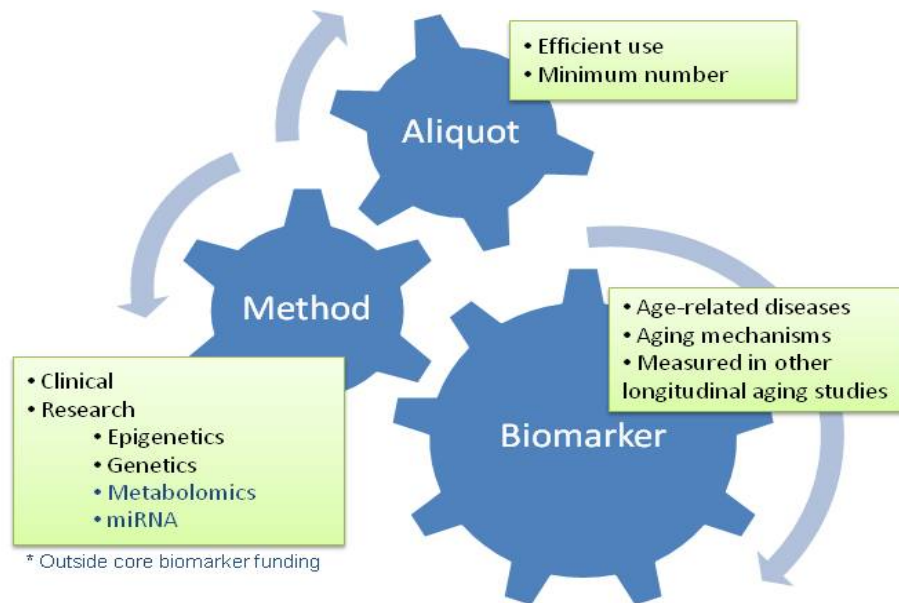 • Efficient use
• Minimum number
Aliquot
Method
• Age-related diseases
• Aging mechanisms
• Measured in other
longitudinal aging studies
Biomarker
• Clinical
• Research
• Epigenetics
• Genetics
• Metabolomics
• miRNA
* Outside core biomarker funding